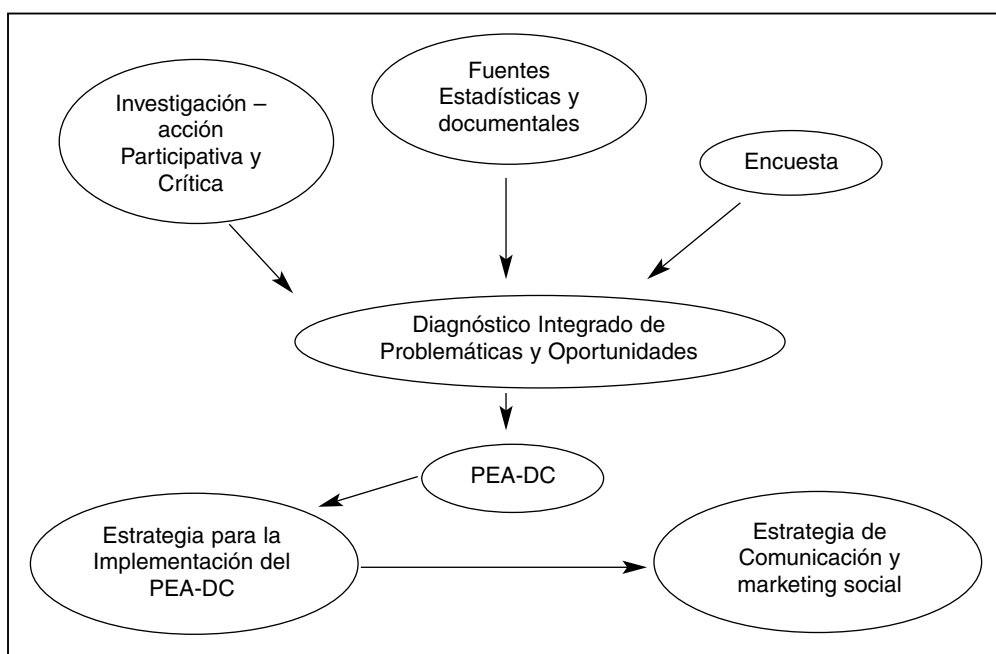 Investigación –
acción
Participativa y
Crítica
Fuentes
Estadísticas y
documentales
Encuesta
Diagnóstico Integrado de
Problemáticas y Oportunidades
PEA-DC
Estrategia para la
Implementación del
PEA-DC
Estrategia de
Comunicación y
marketing social